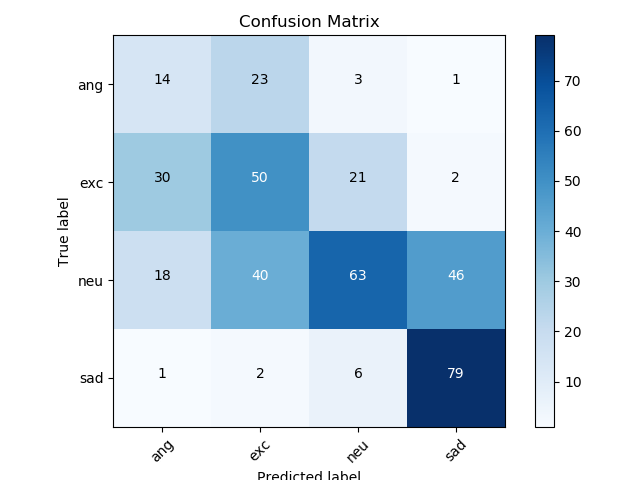 Confusion Matrix
ang 14 23 3 1
exc 30 50 21 2
neu 18 40 63 46
sad 1 2 6 79
ang exc neu sad
True label
Predicted label
70
60
50
40
30
20
10